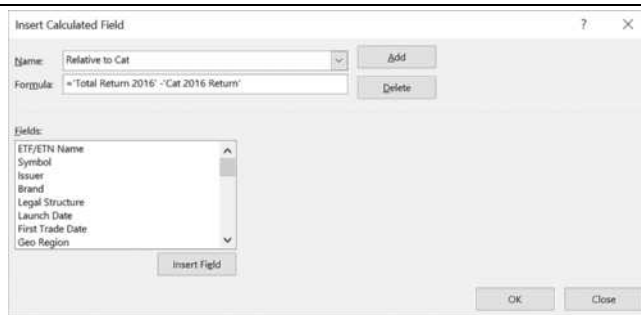 Insert Calculated Field ? ×
Name: Relative to Cat Add
Formula: ='Total Return 2016' -'Cat 2016 Return' Delete
Fields:
ETF/ETN Name
Symbol
Issuer
Brand
Legal Structure
Launch Date
First Trade Date
Geo Region
Insert Field
OK Close